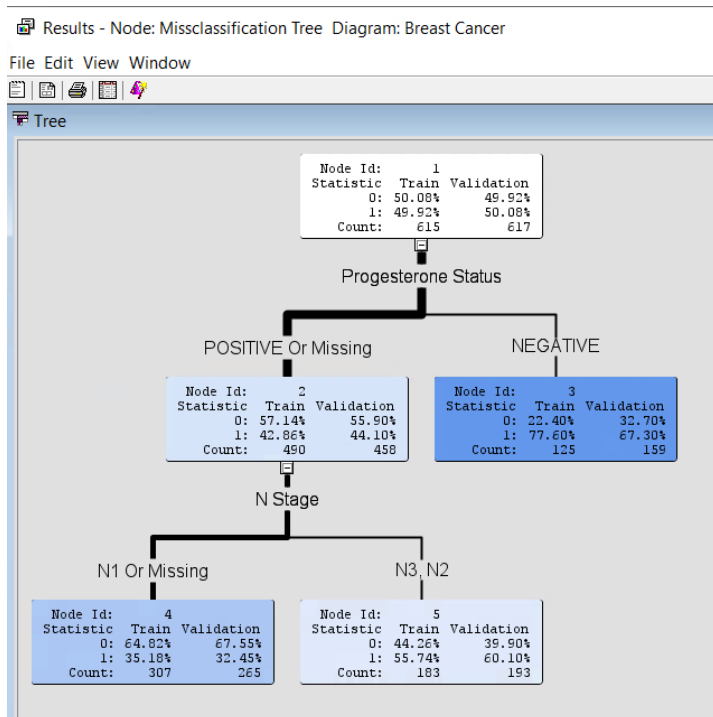 Results - Node: Missclassification Tree Diagram: Breast Cancer
File Edit View Window
Tree
Node Id: 1
Statistic Train Validation
0: 50.08% 49.92%
1: 49.92% 50.08%
Count: 615 617
Progesterone Status
POSITIVE Or Missing
NEGATIVE
Node Id: 2
Statistic Train Validation
0: 57.14% 55.90%
1: 42.86% 44.10%
Count: 490 458
Node Id: 3
Statistic Train Validation
0: 22.40% 32.70%
1: 77.60% 67.30%
Count: 125 159
N Stage
N1 Or Missing
N3, N2
Node Id: 4
Statistic Train Validation
0: 64.82% 67.55%
1: 35.18% 32.45%
Count: 307 265
Node Id: 5
Statistic Train Validation
0: 44.26% 39.90%
1: 55.74% 60.10%
Count: 183 193